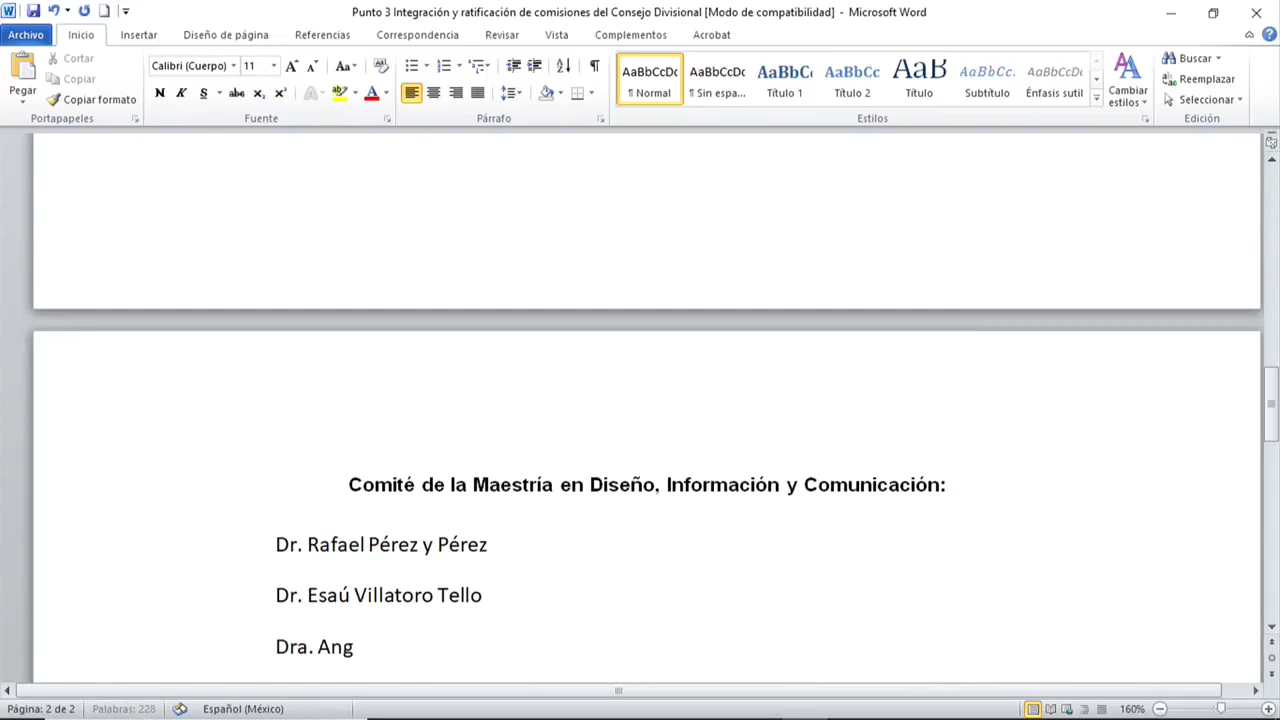 Punto 3 Integración y ratificación de comisiones del Consejo Divisional [Modo de compatibilidad] - Microsoft Word
Archivo Inicio Insertar Diseño de página Referencias Correspondencia Revisar Vista Complementos Acrobat
Pegar
Cortar
Copiar
Copiar formato
Portapapeles
Calibri (Cuerpo) 11
N K S abc x₂ x²
Fuente
Párrafo
AaBbCcDc AaBbCcDc AaBbC AaBbCc AaB AaBbCc. AaBbCcDc
¶ Normal ¶ Sin espa... Título 1 Título 2 Título Subtítulo Énfasis sutil
Cambiar
estilos
Estilos
Buscar
Reemplazar
Seleccionar
Edición
Comité de la Maestría en Diseño, Información y Comunicación:
Dr. Rafael Pérez y Pérez
Dr. Esaú Villatoro Tello
Dra. Ang
Página: 2 de 2 Palabras: 228 Español (México) 160%